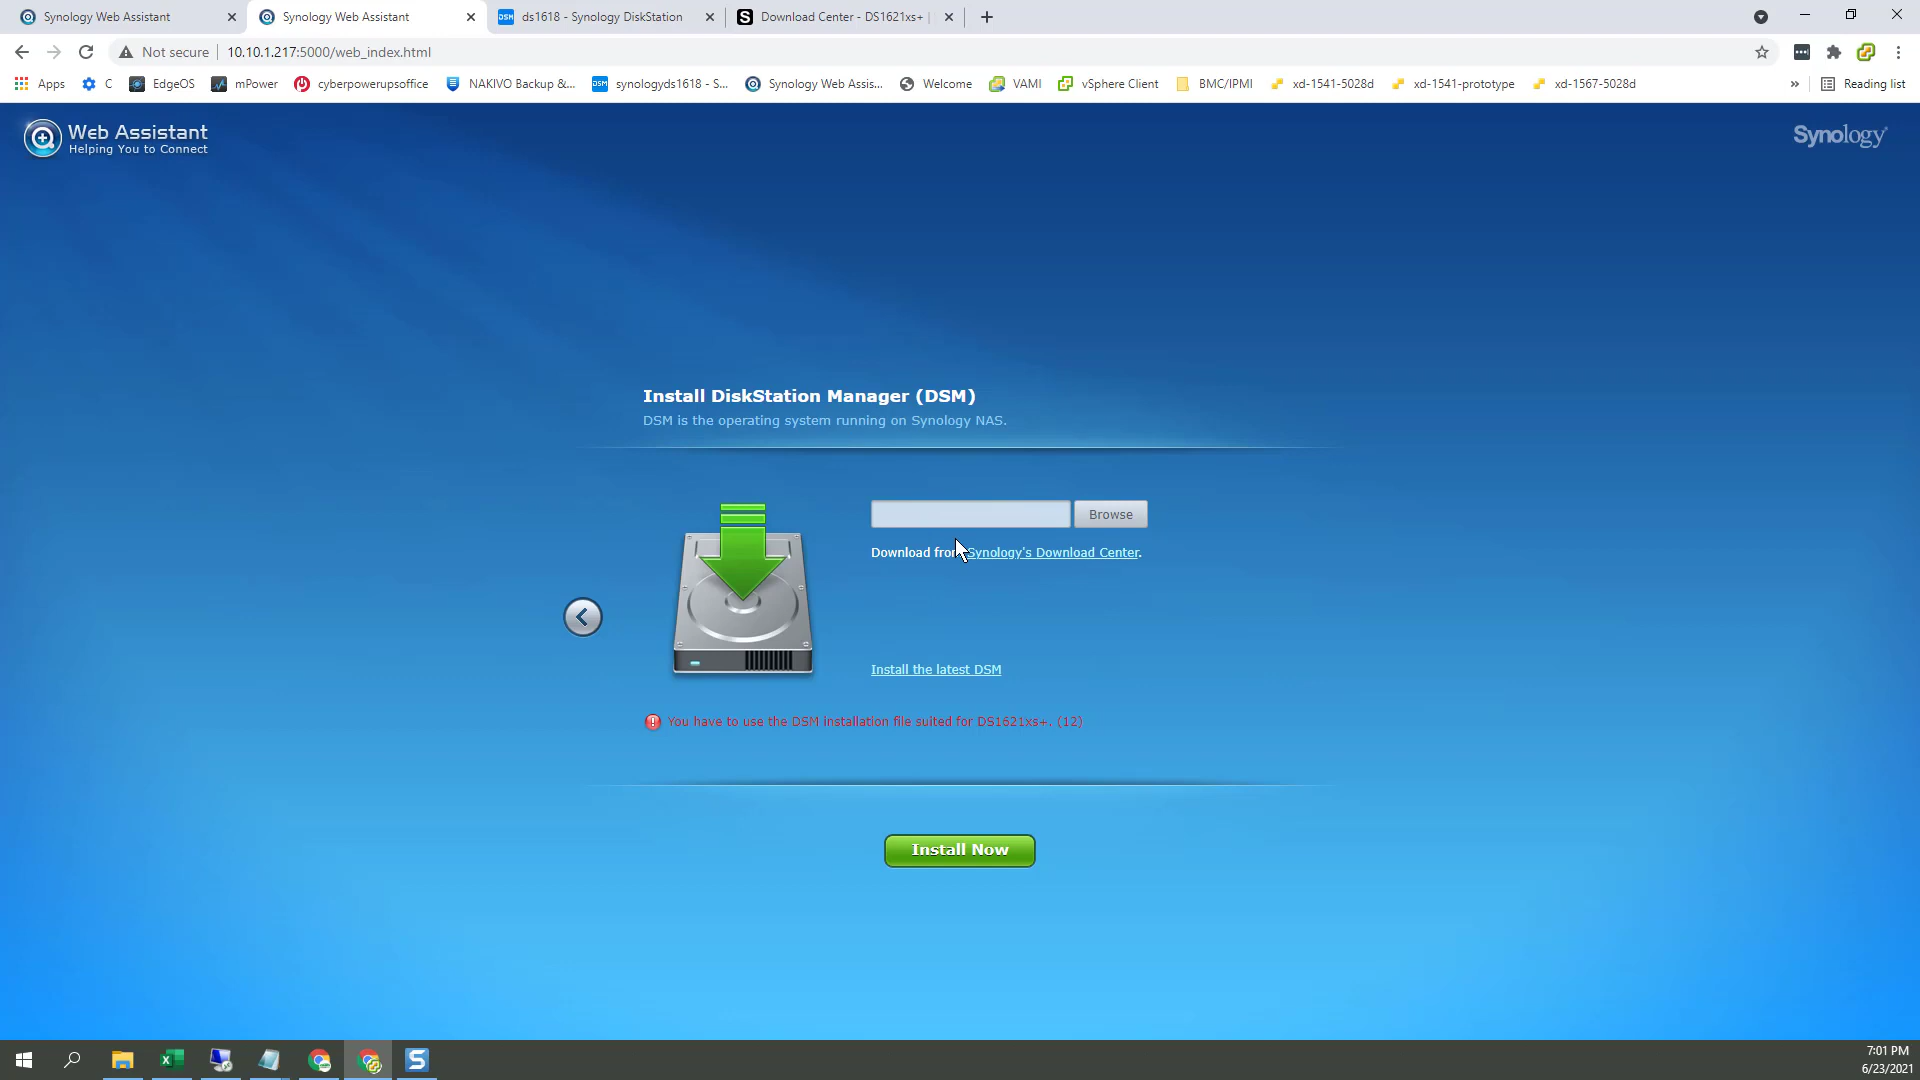 Synology Web Assistant
Synology Web Assistant
ds1618 - Synology DiskStation
Download Center - DS1621xs+ |
Not secure
10.10.1.217:5000/web_index.html
Apps
C
EdgeOS
mPower
cyberpowerupsoffice
NAKIVO Backup &...
synologyds1618 - S...
Synology Web Assis...
Welcome
VAMI
vSphere Client
BMC/IPMI
xd-1541-5028d
xd-1541-prototype
xd-1567-5028d
»
Reading list
Web Assistant
Helping You to Connect
Synology
Install DiskStation Manager (DSM)
DSM is the operating system running on Synology NAS.
Browse
Download from Synology's Download Center.
Install the latest DSM
You have to use the DSM installation file suited for DS1621xs+. (12)
Install Now
7:01 PM
6/23/2021